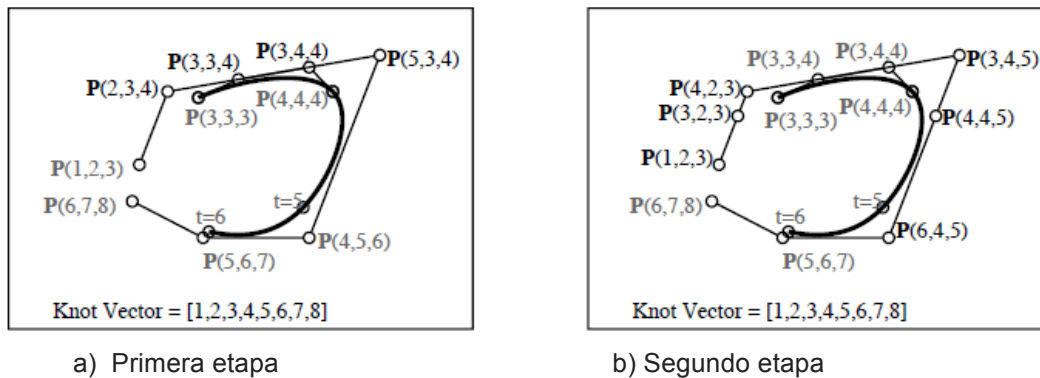 P(3,4,4)
P(5,3,4)
P(3,3,4)
P(2,3,4)
P(4,4,4)
P(3,3,3)
P(1,2,3)
P(6,7,8)
t=6
t=5
P(4,5,6)
P(5,6,7)
Knot Vector = [1,2,3,4,5,6,7,8]
a) Primera etapa
P(3,4,4)
P(3,4,5)
P(3,3,4)
P(4,2,3)
P(4,4,4)
P(3,3,3)
P(3,2,3)
P(4,4,5)
P(1,2,3)
P(6,7,8)
t=6
t=5
P(6,4,5)
P(5,6,7)
Knot Vector = [1,2,3,4,5,6,7,8]
b) Segundo etapa